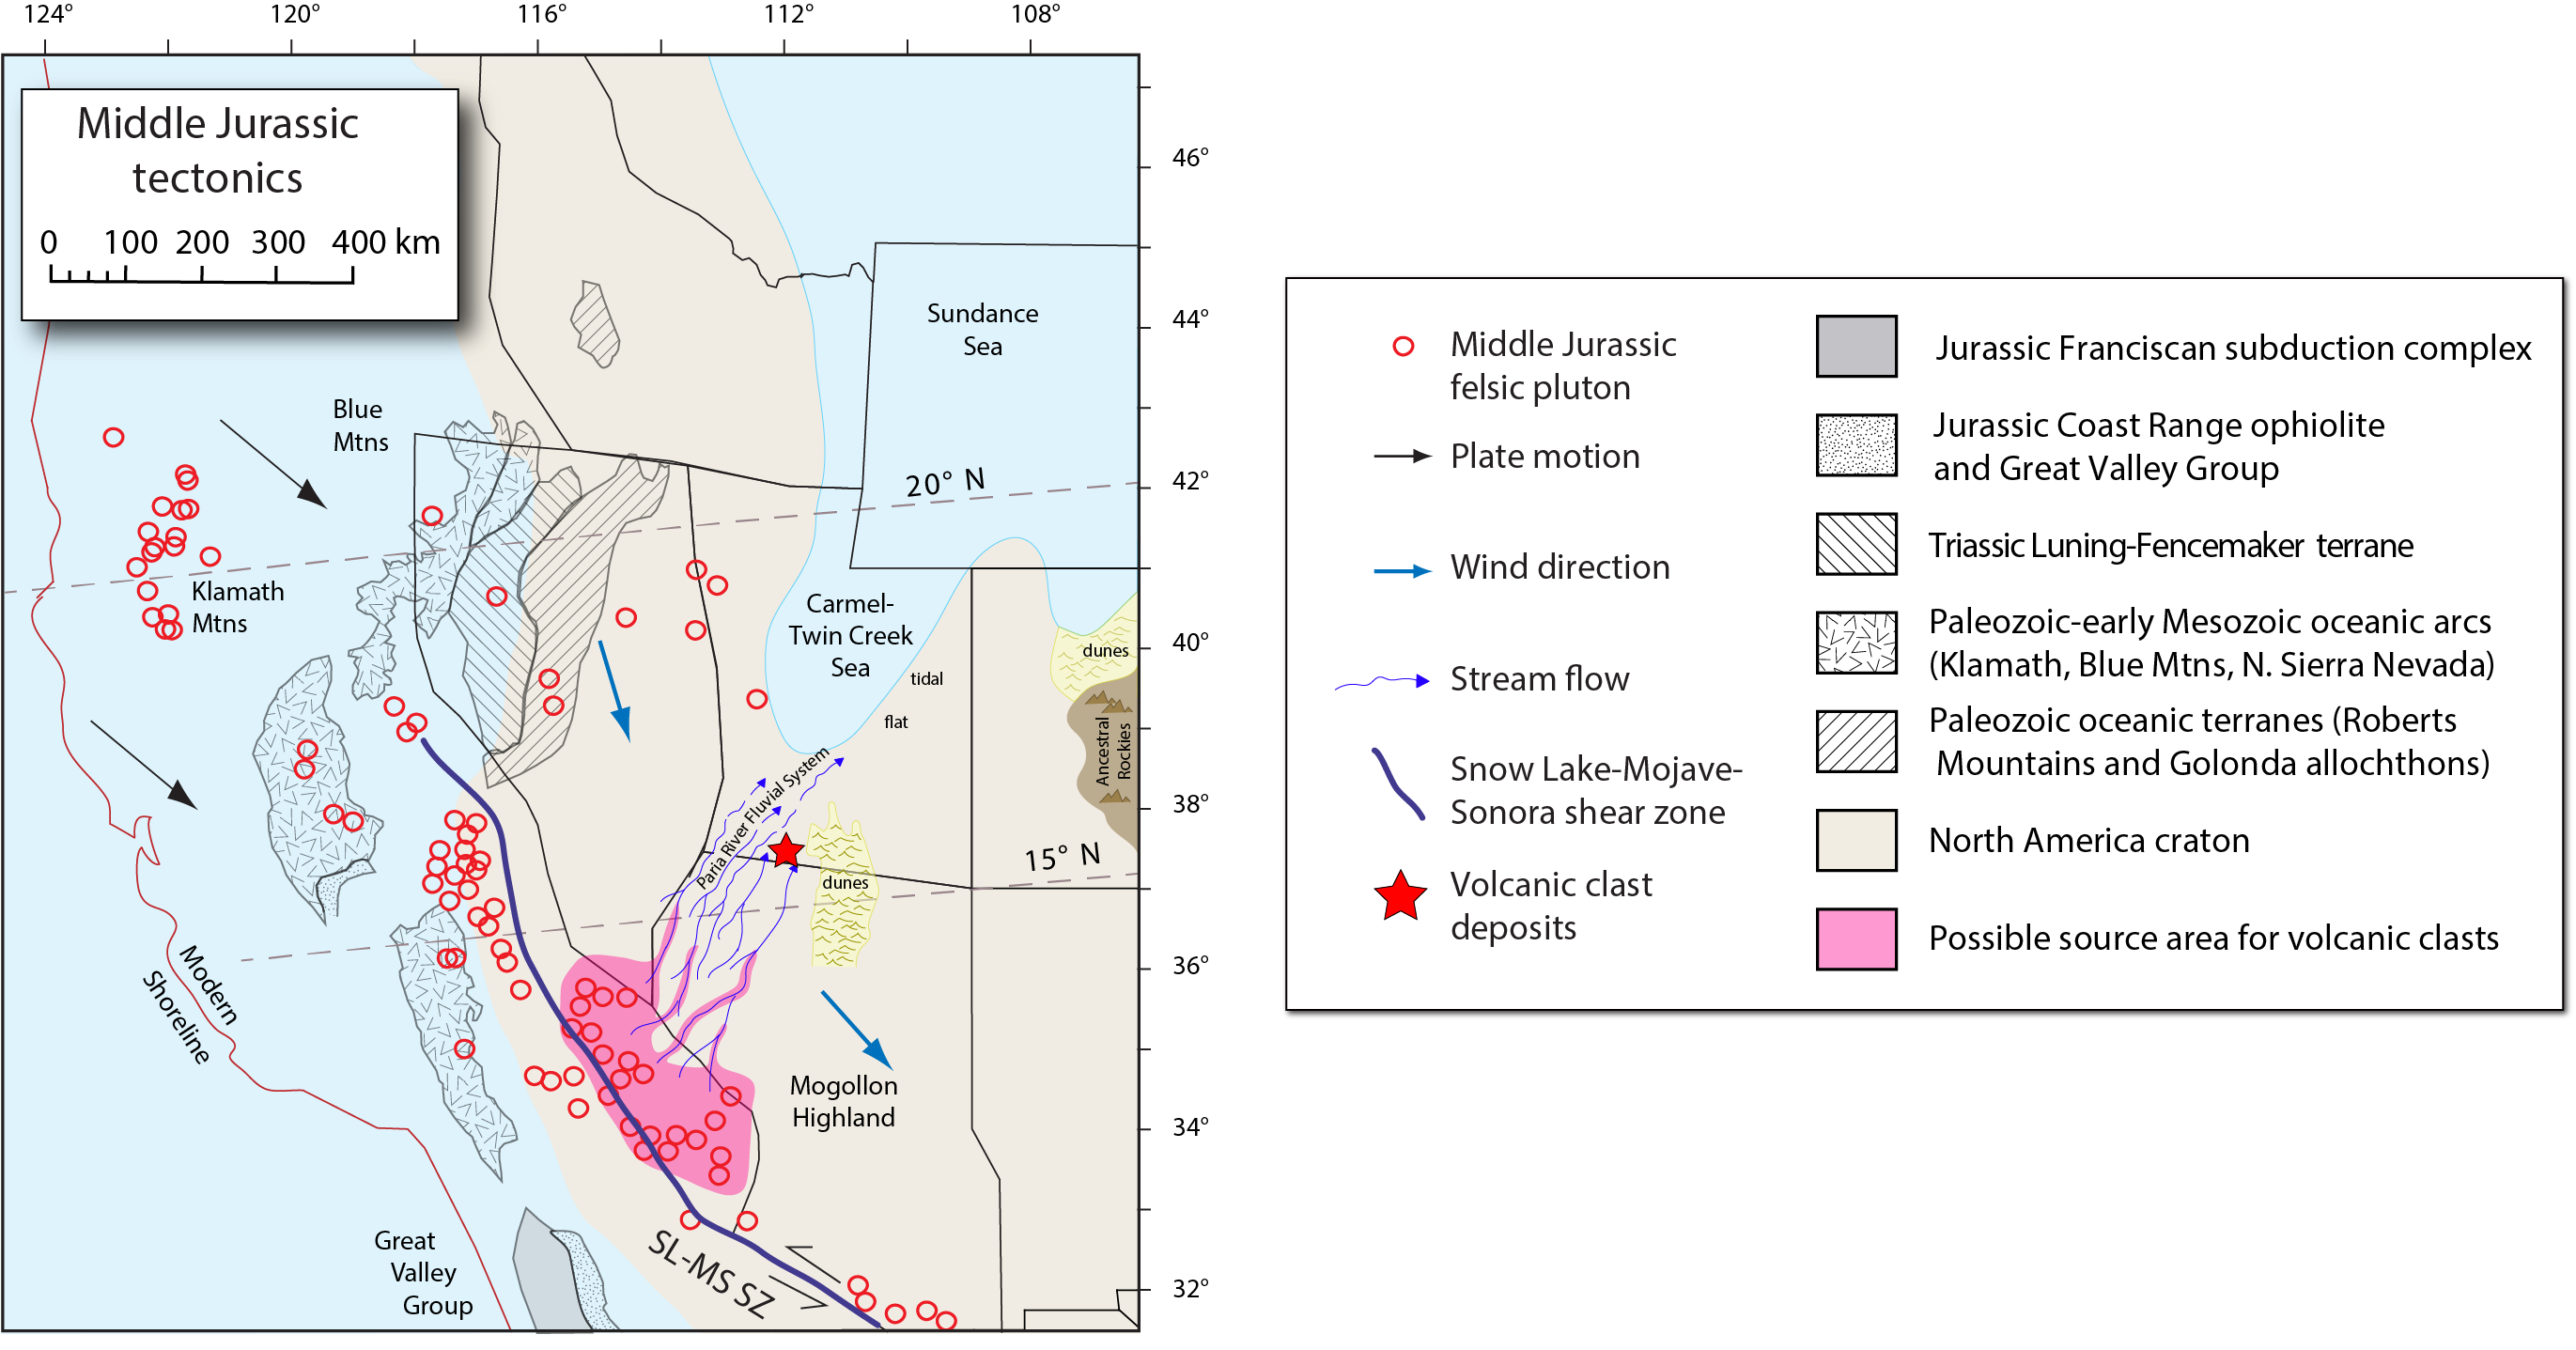 124°
120°
116°
112°
108°
Middle Jurassic
tectonics
0 100 200 300 400 km
46°
44°
42°
40°
38°
36°
34°
32°
Sundance
Sea
Blue
Mtns
20° N
Klamath
Mtns
Carmel-
Twin Creek
Sea
tidal
flat
dunes
Ancestral
Rockies
Paria River Fluvial System
15° N
dunes
Modern
Shoreline
Mogollon
Highland
Great
Valley
Group
SL-MS SZ
Middle Jurassic
felsic pluton
Plate motion
Wind direction
Stream flow
Snow Lake-Mojave-
Sonora shear zone
Volcanic clast
deposits
Jurassic Franciscan subduction complex
Jurassic Coast Range ophiolite
and Great Valley Group
Triassic Luning-Fencemaker terrane
Paleozoic-early Mesozoic oceanic arcs
(Klamath, Blue Mtns, N. Sierra Nevada)
Paleozoic oceanic terranes (Roberts
Mountains and Golonda allochthons)
North America craton
Possible source area for volcanic clasts